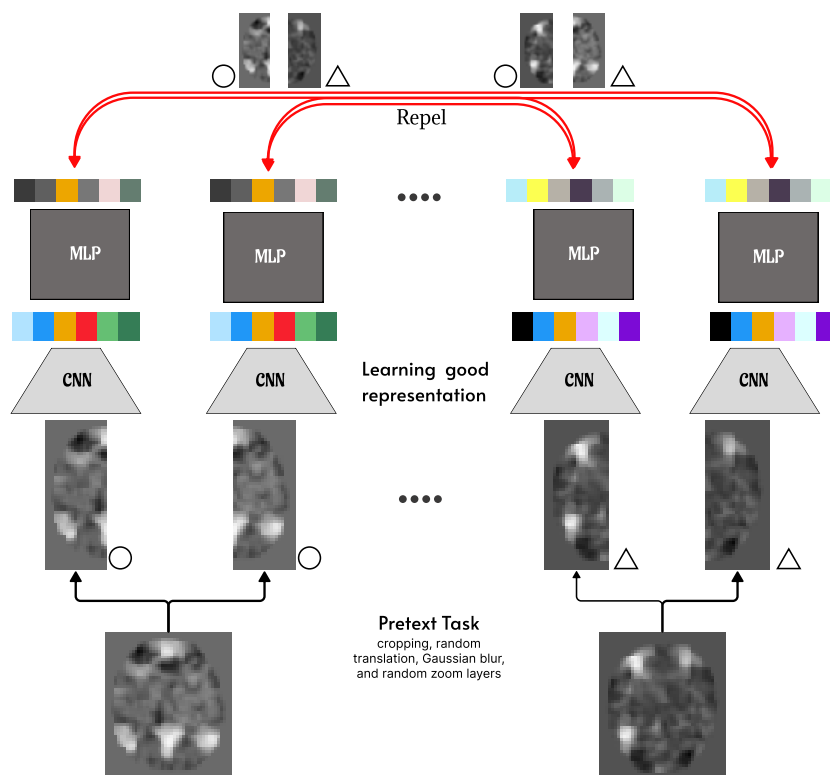 Repel
MLP
MLP
MLP
MLP
CNN
CNN
Learning good
representation
CNN
CNN
Pretext Task
cropping, random
translation, Gaussian blur,
and random zoom layers